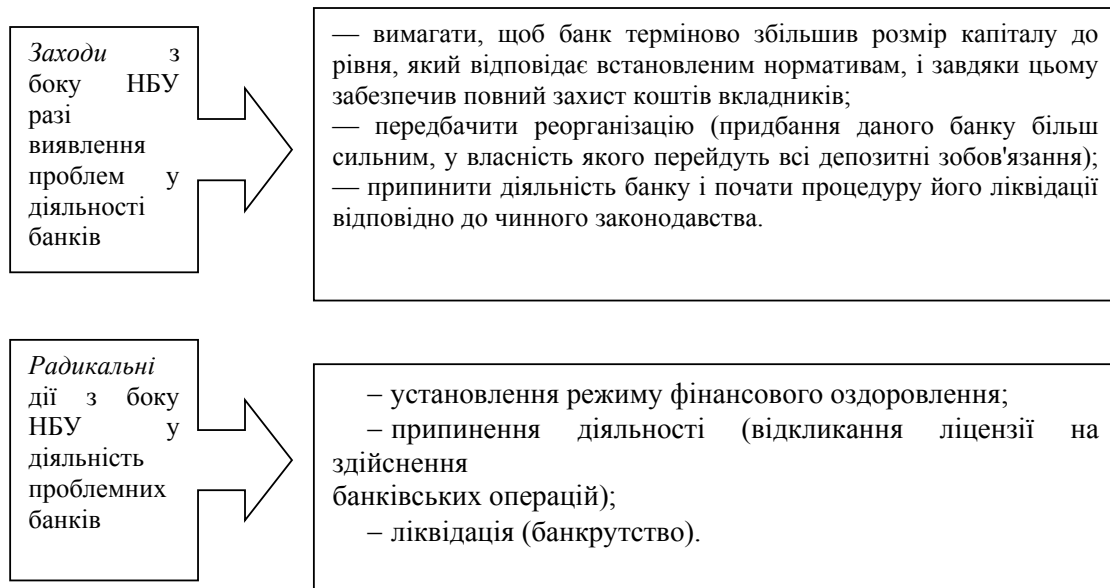 Заходи з
боку НБУ
разі
виявлення
проблем у
діяльності
банків
— вимагати, щоб банк терміново збільшив розмір капіталу до
рівня, який відповідає встановленим нормативам, і завдяки цьому
забезпечив повний захист коштів вкладників;
— передбачити реорганізацію (придбання даного банку більш
сильним, у власність якого перейдуть всі депозитні зобов'язання);
— припинити діяльність банку і почати процедуру його ліквідації
відповідно до чинного законодавства.
Радикальні
дії з боку
НБУ у
діяльність
проблемних
банків
– установлення режиму фінансового оздоровлення;
– припинення діяльності (відкликання ліцензії на
здійснення
банківських операцій);
– ліквідація (банкрутство).